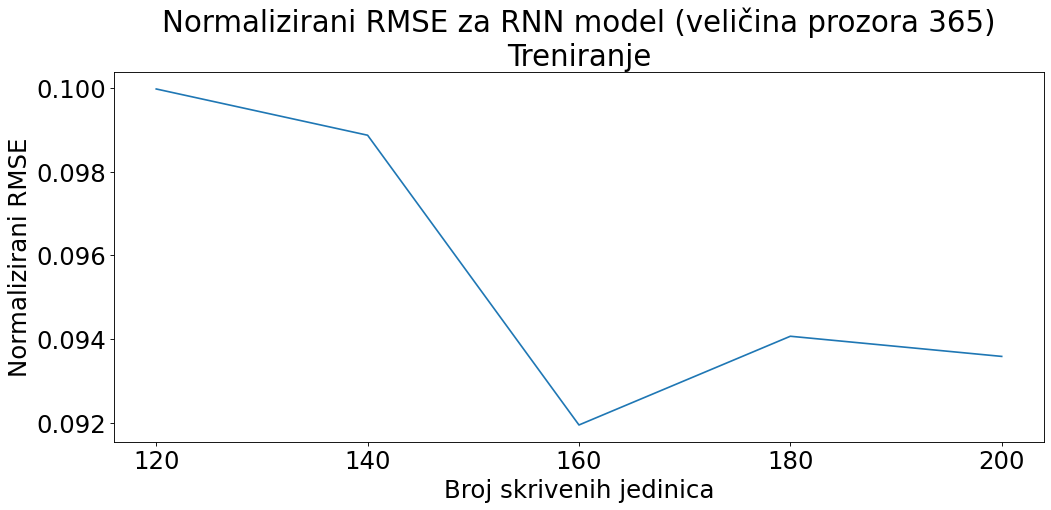 Normalizirani RMSE za RNN model (veličina prozora 365)
Treniranje
Normalizirani RMSE
0.100
0.098
0.096
0.094
0.092
120 140 160 180 200
Broj skrivenih jedinica